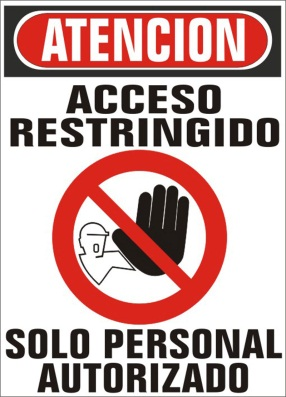 ATENCION
ACCESO
RESTRINGIDO
SOLO PERSONAL
AUTORIZADO